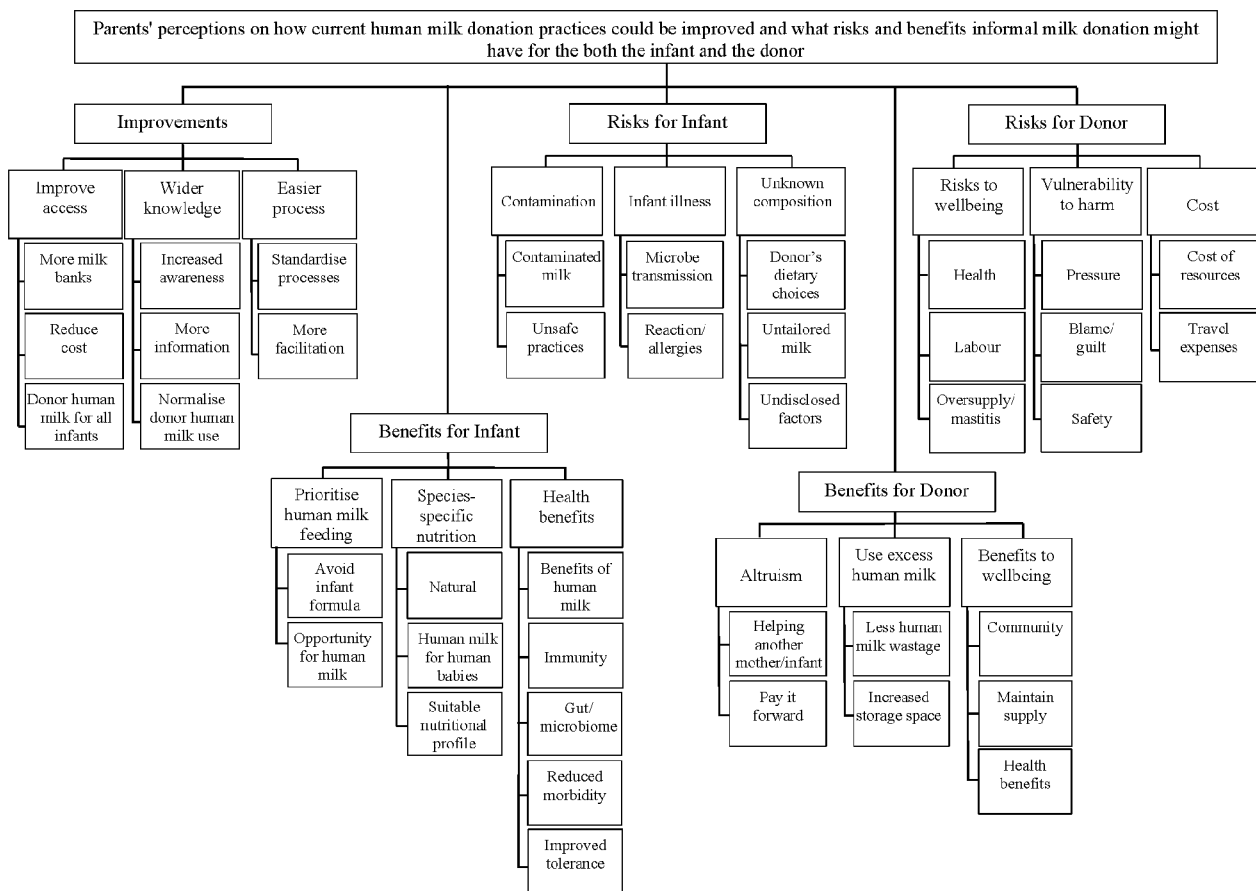 Parents' perceptions on how current human milk donation practices could be improved and what risks and benefits informal milk donation might
have for the both the infant and the donor
Improvements
Improve
access
More milk
banks
Reduce
cost
Donor human
milk for all
infants
Wider
knowledge
Increased
awareness
More
information
Normalise
donor human
milk use
Easier
process
Standardise
processes
More
facilitation
Benefits for Infant
Prioritise
human milk
feeding
Avoid
infant
formula
Opportunity
for human
milk
Species-
specific
nutrition
Natural
Human milk
for human
babies
Suitable
nutritional
profile
Health
benefits
Benefits of
human
milk
Immunity
Gut/
microbiome
Reduced
morbidity
Improved
tolerance
Risks for Infant
Contamination
Contaminated
milk
Unsafe
practices
Infant illness
Microbe
transmission
Reaction/
allergies
Unknown
composition
Donor's
dietary
choices
Untailored
milk
Undisclosed
factors
Benefits for Donor
Altruism
Helping
another
mother/infant
Pay it
forward
Use excess
human milk
Less human
milk wastage
Increased
storage space
Benefits to
wellbeing
Community
Maintain
supply
Health
benefits
Risks for Donor
Risks to
wellbeing
Health
Labour
Oversupply/
mastitis
Vulnerability
to harm
Pressure
Blame/
guilt
Safety
Cost
Cost of
resources
Travel
expenses